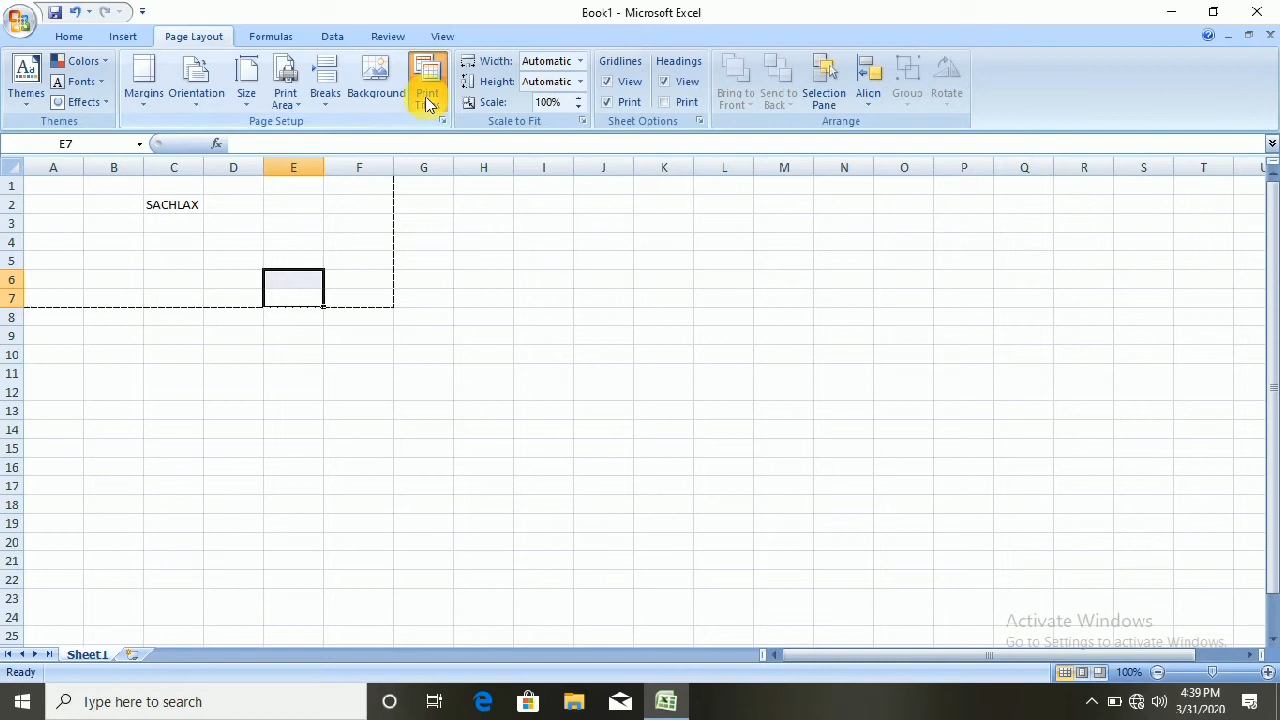 Book1 - Microsoft Excel
Home Insert Page Layout Formulas Data Review View
Themes Colors Fonts Effects
Margins Orientation Size Print Area Breaks Background Print
Width: Automatic
Height: Automatic
Scale: 100%
Gridlines Headings
View View
Print Print
Bring to Front Send to Back Selection Pane Align Group Rotate
Themes Page Setup Scale to Fit Sheet Options Arrange
E7 fx
A B C D E F G H I J K L M N O P Q R S T U
1
2 SACHLAX
3
4
5
6
7
8
9
10
11
12
13
14
15
16
17
18
19
20
21
22
23
24
25
Activate Windows
Go to Settings to activate Windows.
Sheet1
Ready 100%
Type here to search
4:39 PM
3/31/2020